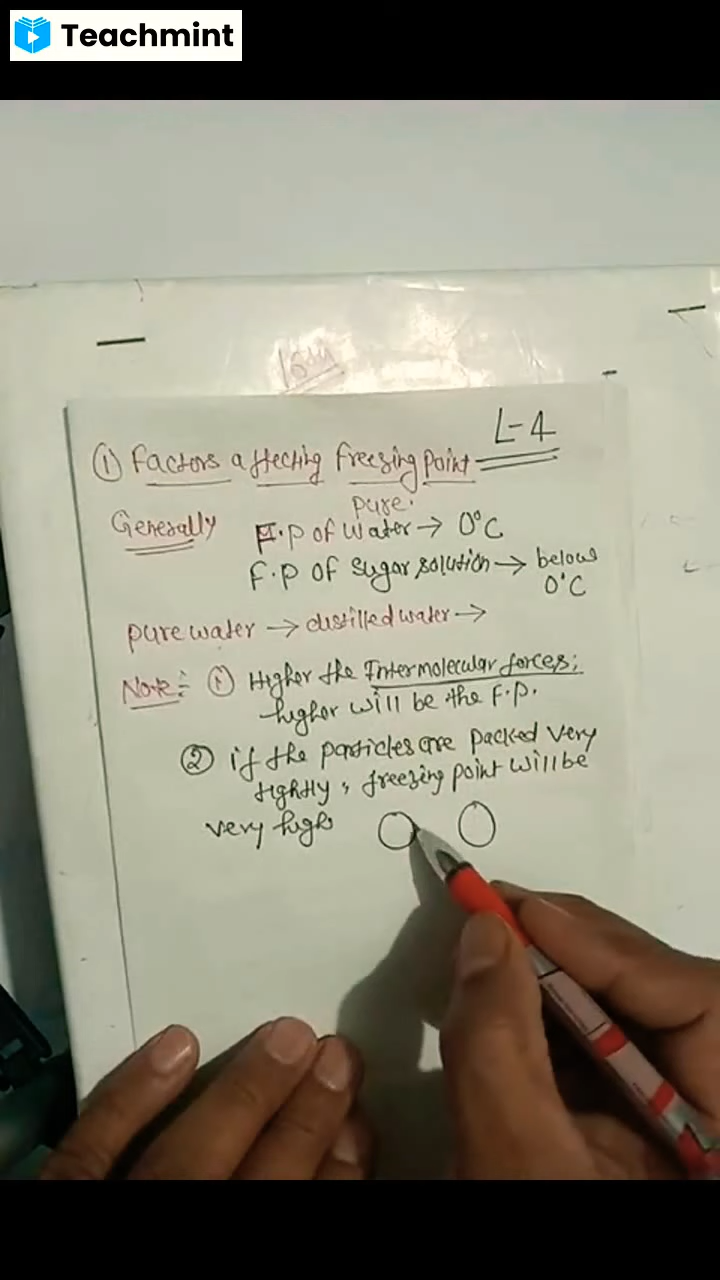 Teachmint
16th
L-4
① Factors affecting Freezing Point
pure.
Generally F.P of Water → 0°C
F.P OF Sugar solution → below
0°C
pure water → distilled water →
Note:- ① Higher the Intermolecular forces;
higher will be the F.P.
② if the particles are packed very
tightly, freezing point will be
very high